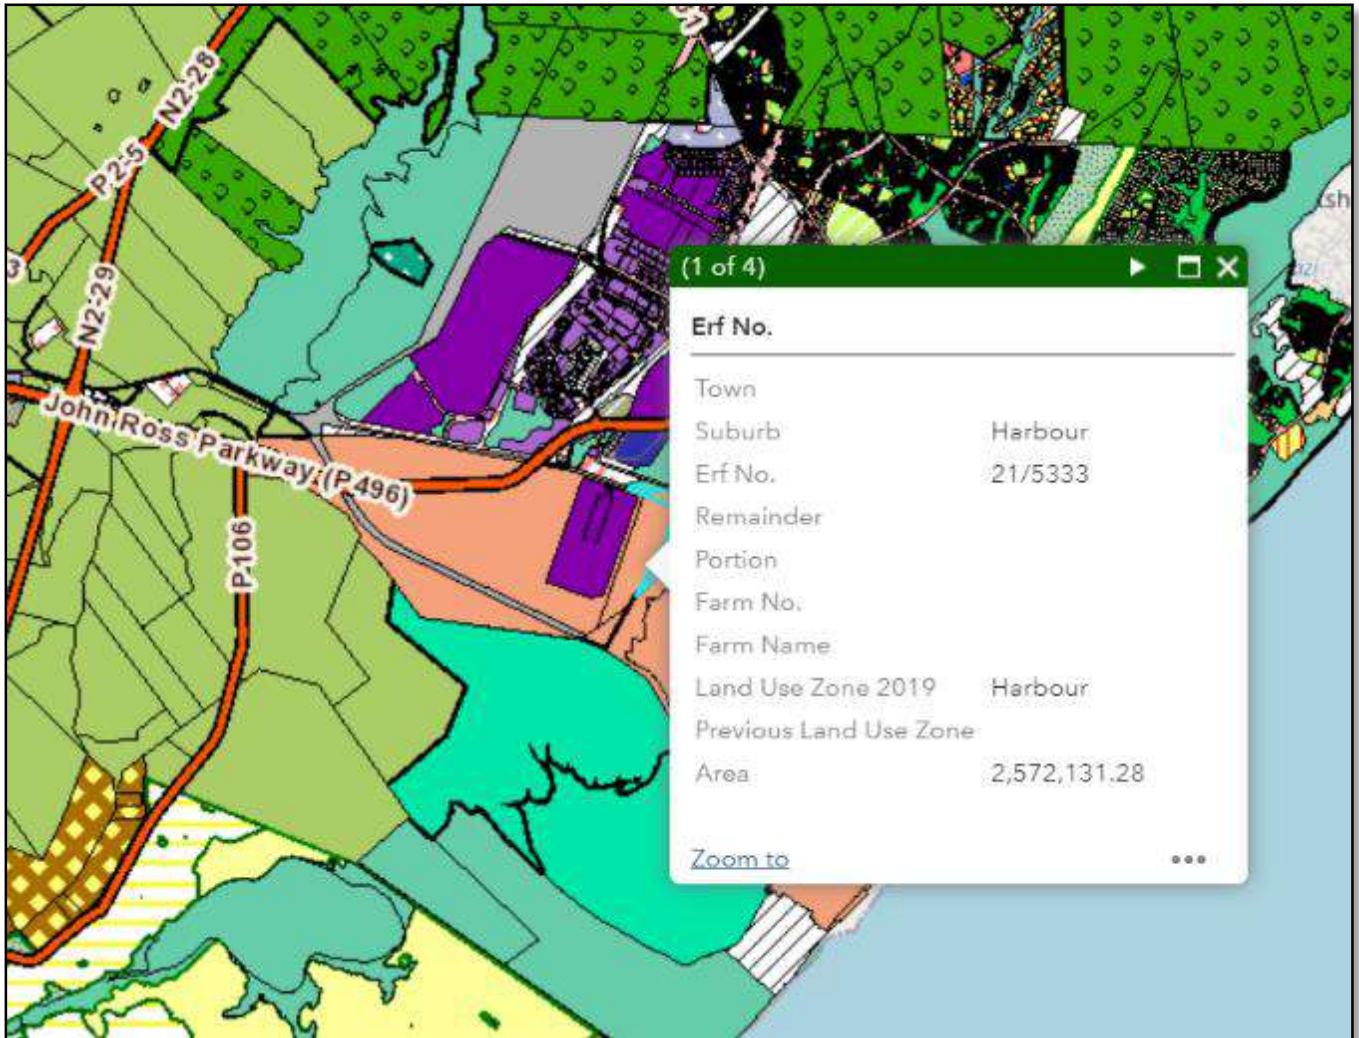 N2-28
P2-5
3
N2-29
John Ross Parkway (P496)
P106
(1 of 4)
Erf No.
Town
Suburb Harbour
Erf No. 21/5333
Remainder
Portion
Farm No.
Farm Name
Land Use Zone 2019 Harbour
Previous Land Use Zone
Area 2,572,131.28
Zoom to